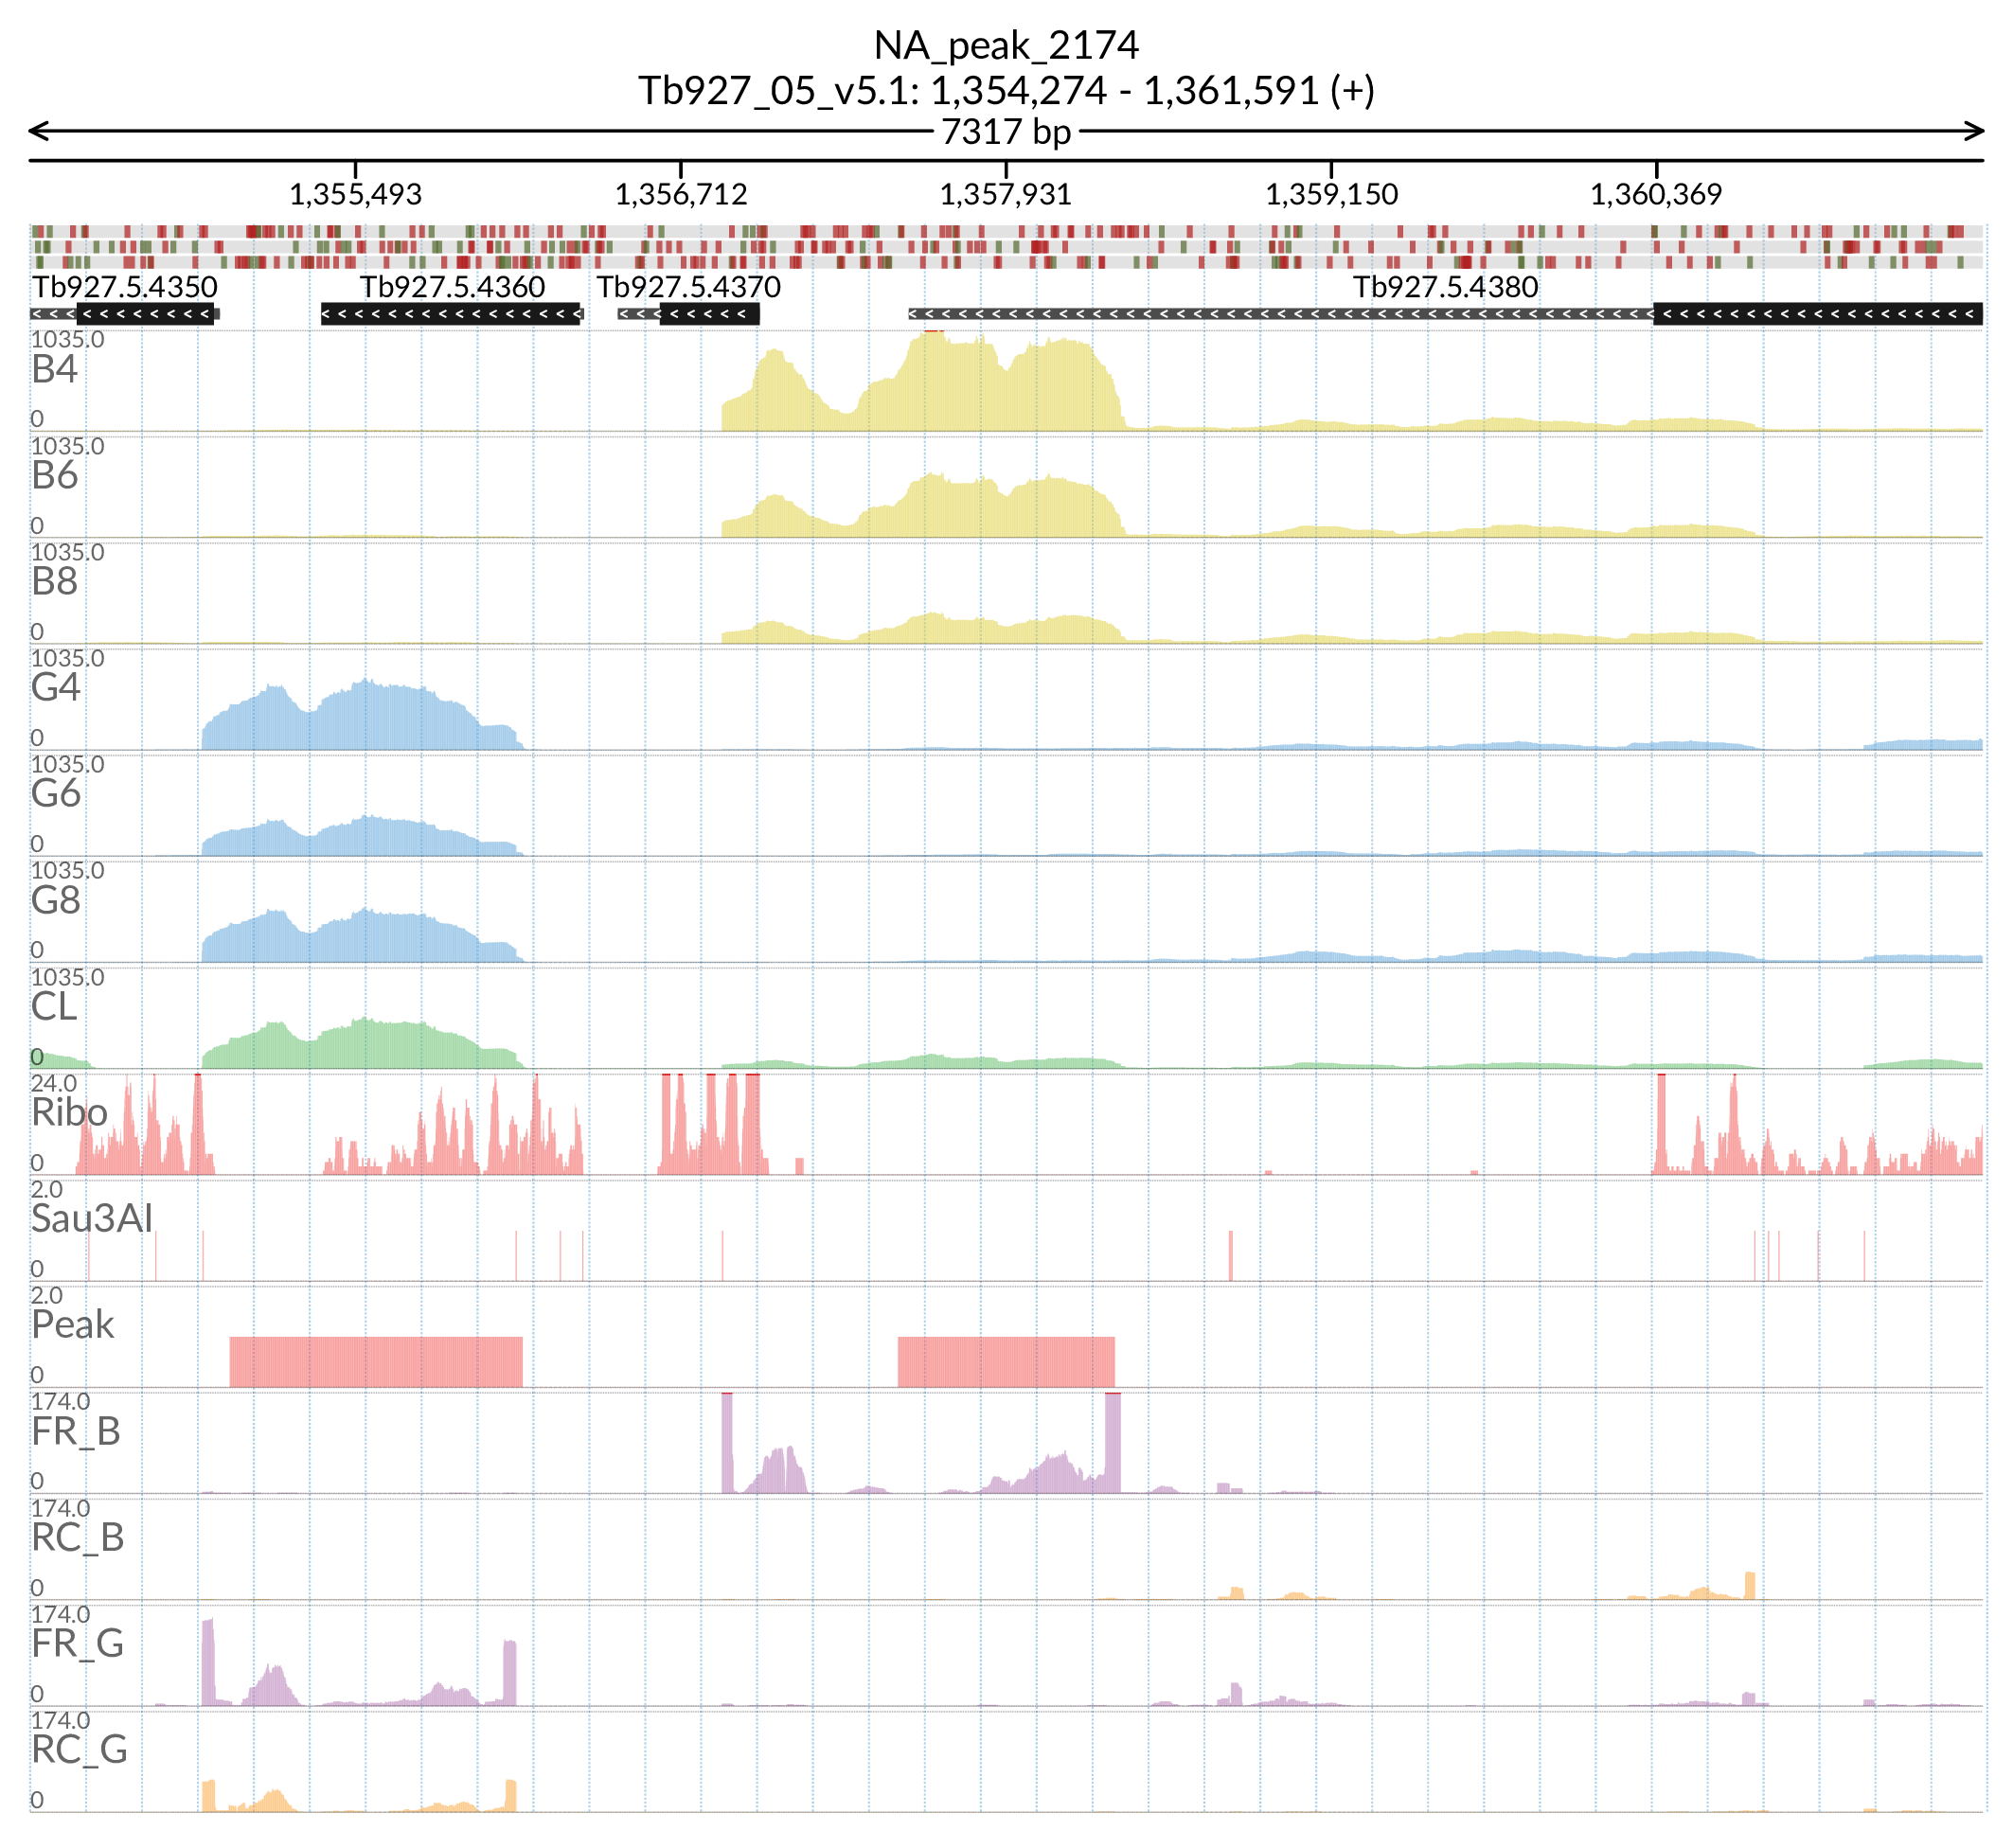 NA_peak_2174
Tb927_05_v5.1: 1,354,274 - 1,361,591 (+)
7317 bp
1,355,493 1,356,712 1,357,931 1,359,150 1,360,369
Tb927.5.4350 Tb927.5.4360 Tb927.5.4370 Tb927.5.4380
1035.0
B4
0
1035.0
B6
0
1035.0
B8
0
1035.0
G4
0
1035.0
G6
0
1035.0
G8
0
1035.0
CL
0
24.0
Ribo
0
2.0
Sau3AI
0
2.0
Peak
0
174.0
FR_B
0
174.0
RC_B
0
174.0
FR_G
0
174.0
RC_G
0